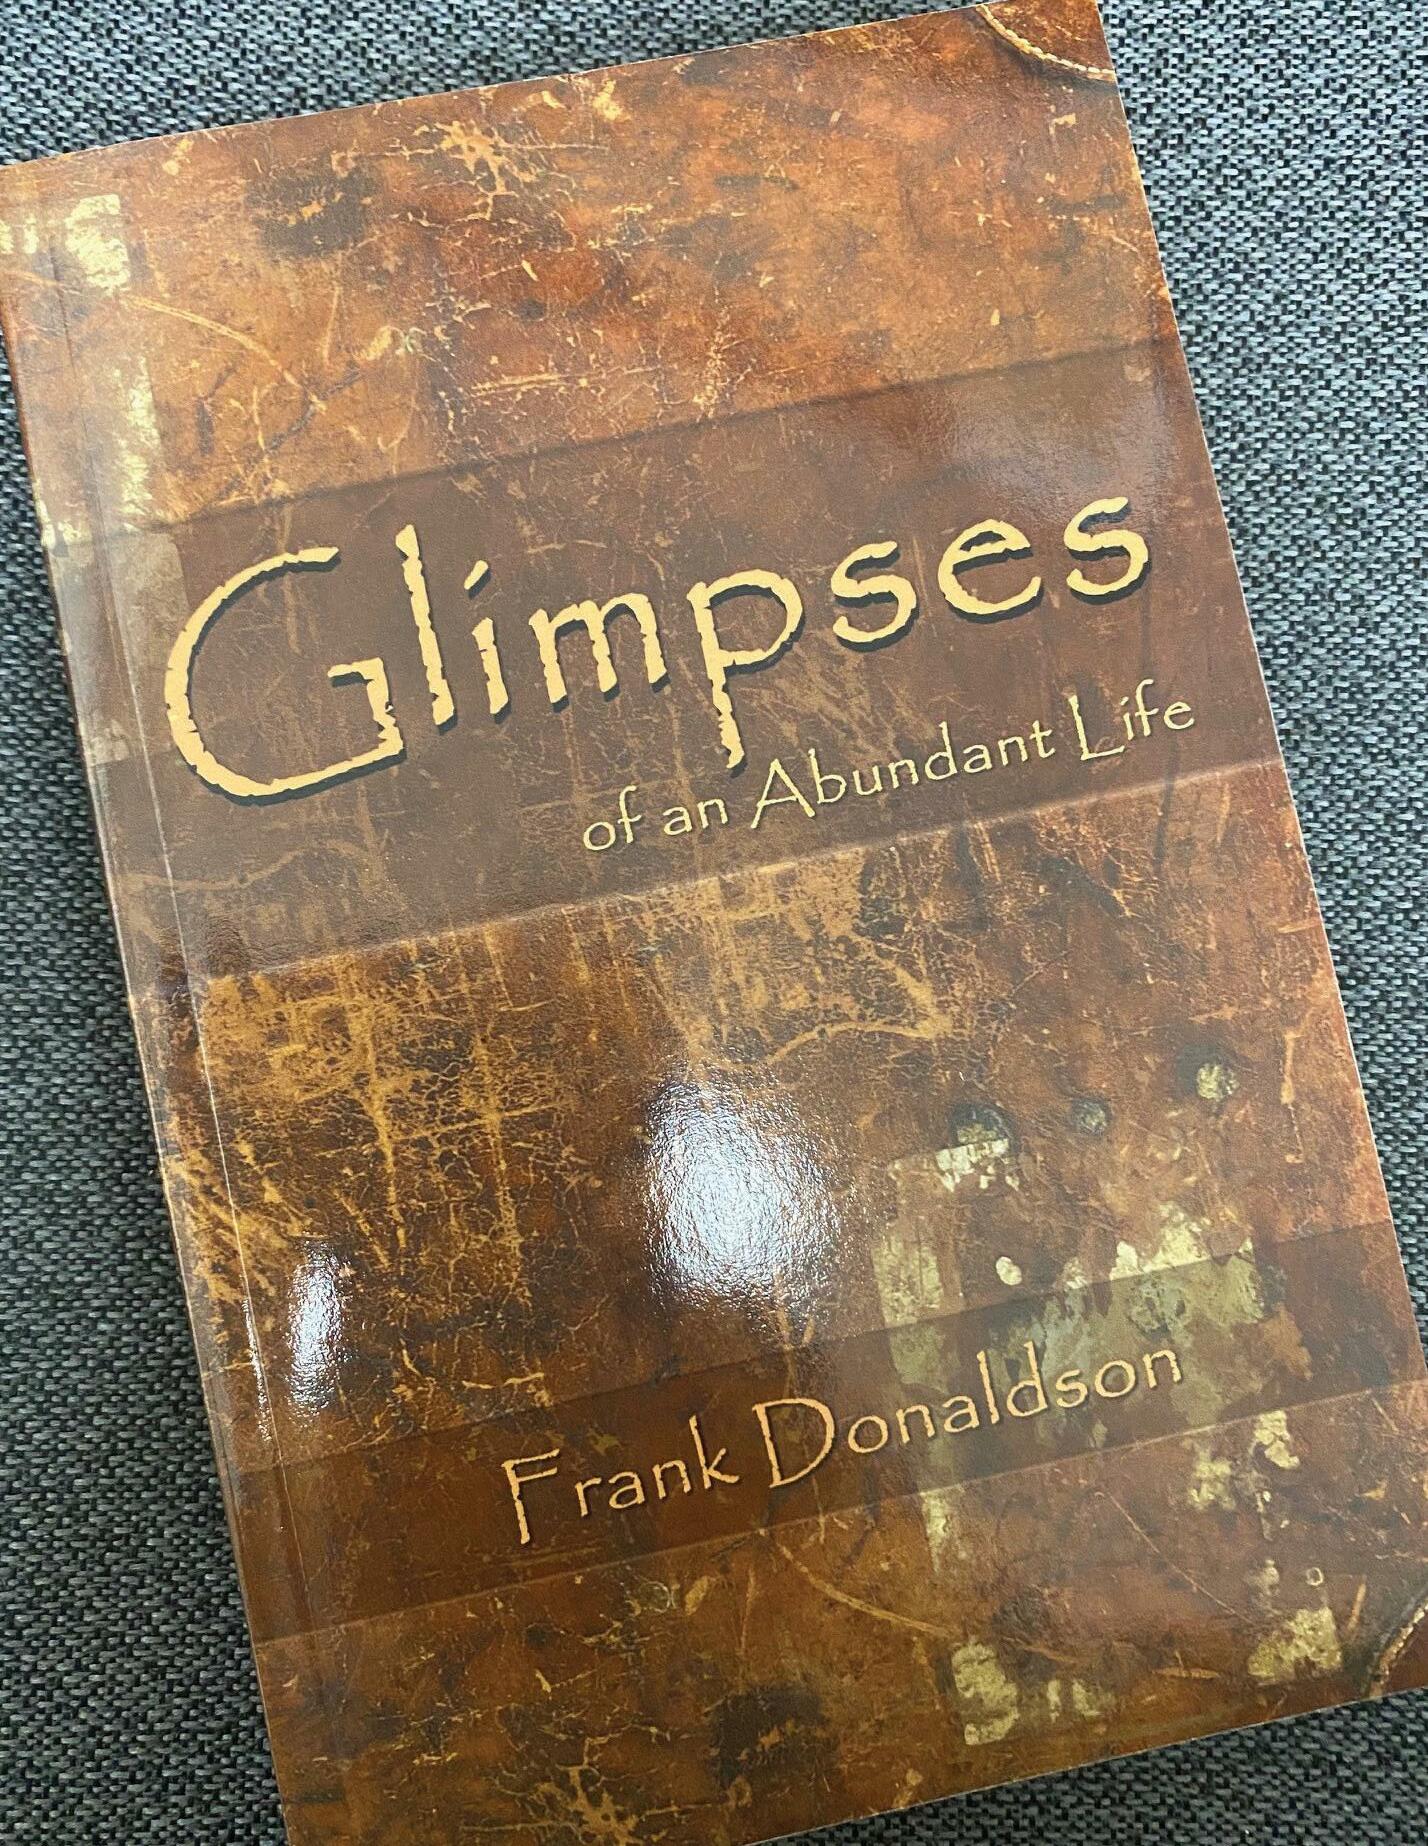 Glimpses
of an Abundant Life
Frank Donaldson